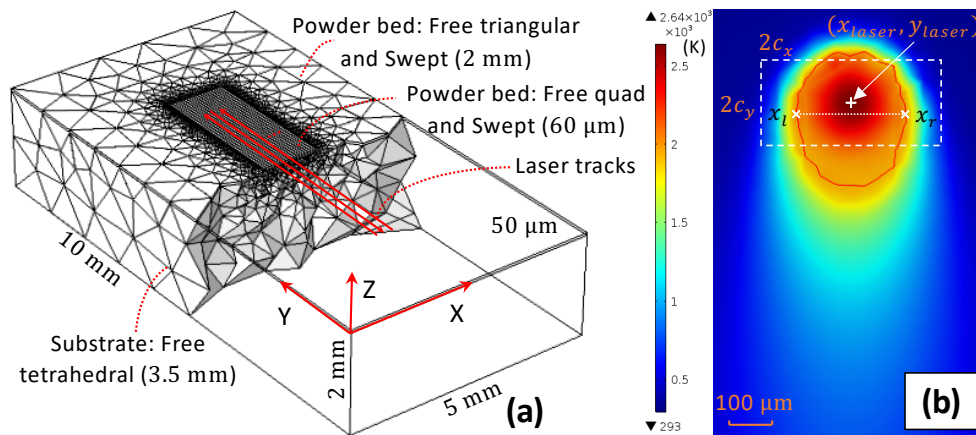 Powder bed: Free triangular
and Swept (2 mm)
Powder bed: Free quad
and Swept (60 μm)
Laser tracks
50 μm
10 mm
Z
Y
X
Substrate: Free
tetrahedral (3.5 mm)
2 mm
5 mm
(a)
▲ 2.64×10³
×10³
(K)
2.5
2
1.5
1
0.5
▼ 293
(x_laser, y_laser)
2c_x
2c_y
x_l
x_r
100 μm
(b)